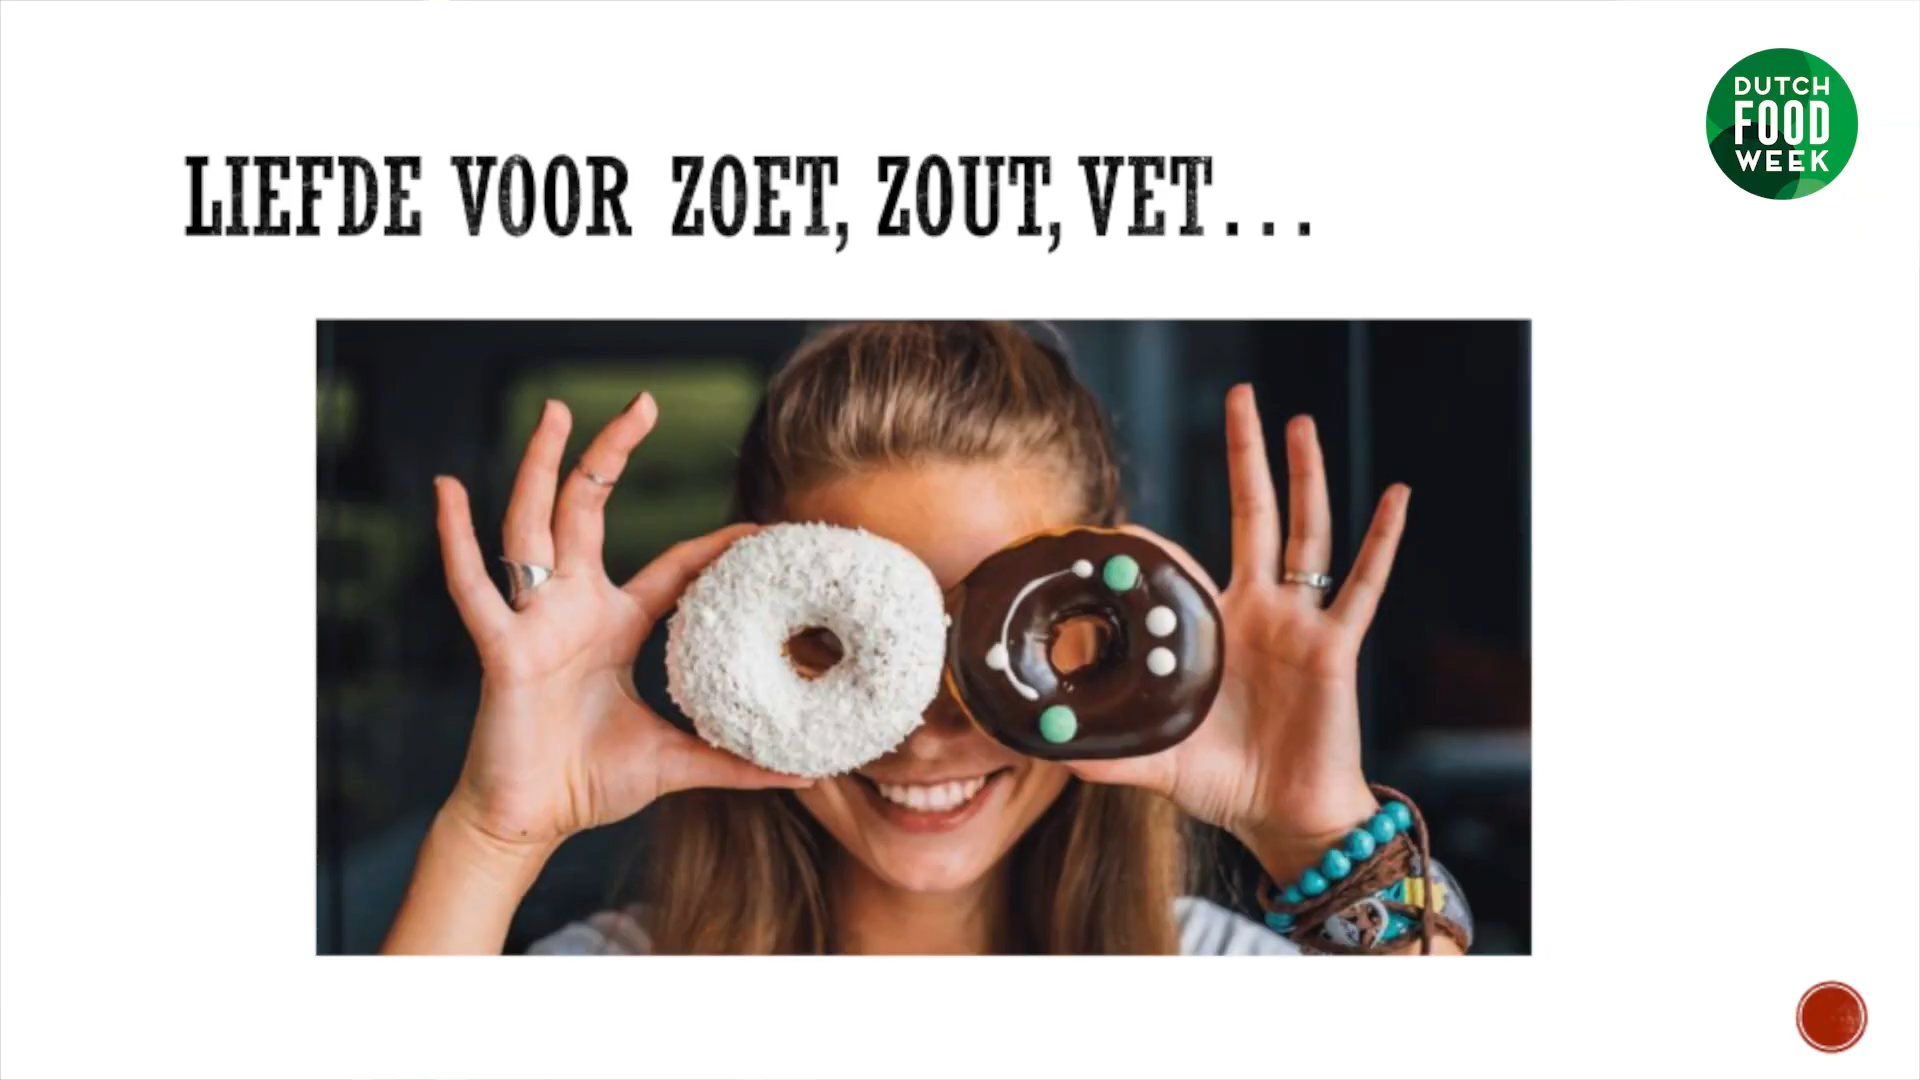 DUTCH
FOOD
WEEK
LIEFDE VOOR ZOET, ZOUT, VET...